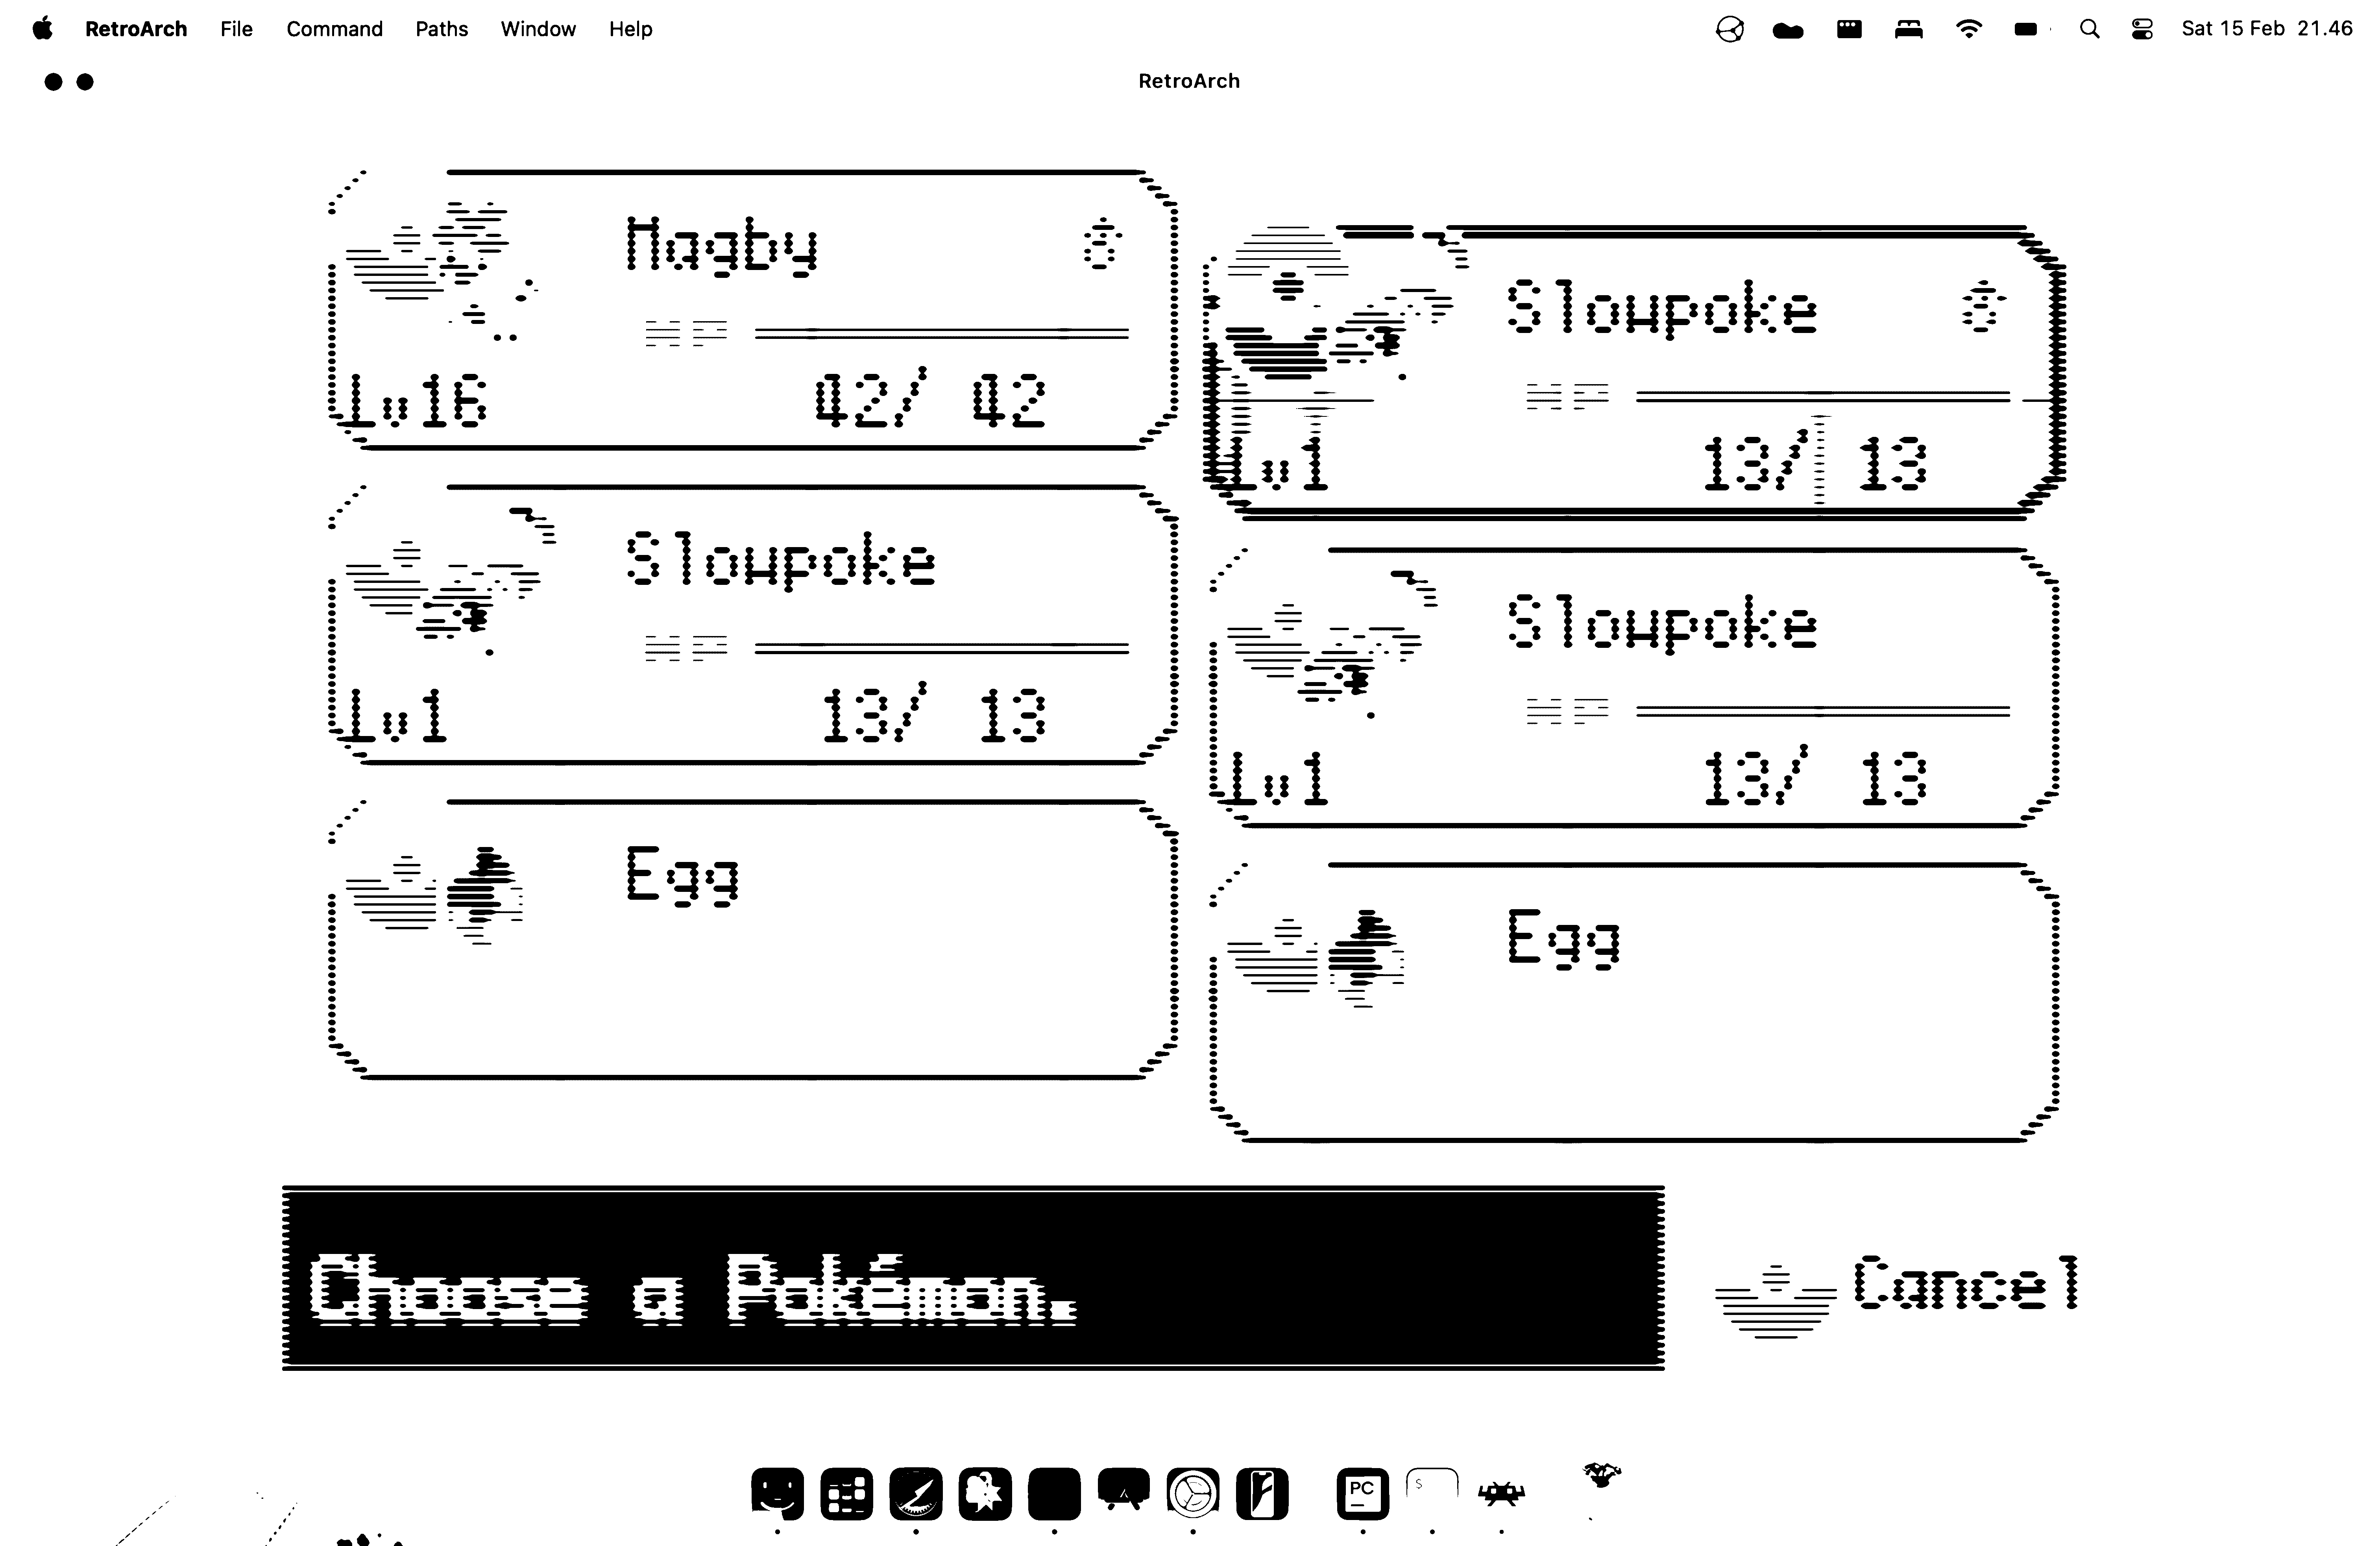 RetroArch File Command Paths Window Help Sat 15 Feb 21.46
RetroArch
Magby
HP
Lv16 42/ 42
Slowpoke
HP
Lv1 13/ 13
Slowpoke
HP
Lv1 13/ 13
Slowpoke
HP
Lv1 13/ 13
Egg
Egg
Choose a Pokémon.
Cancel
PC
$